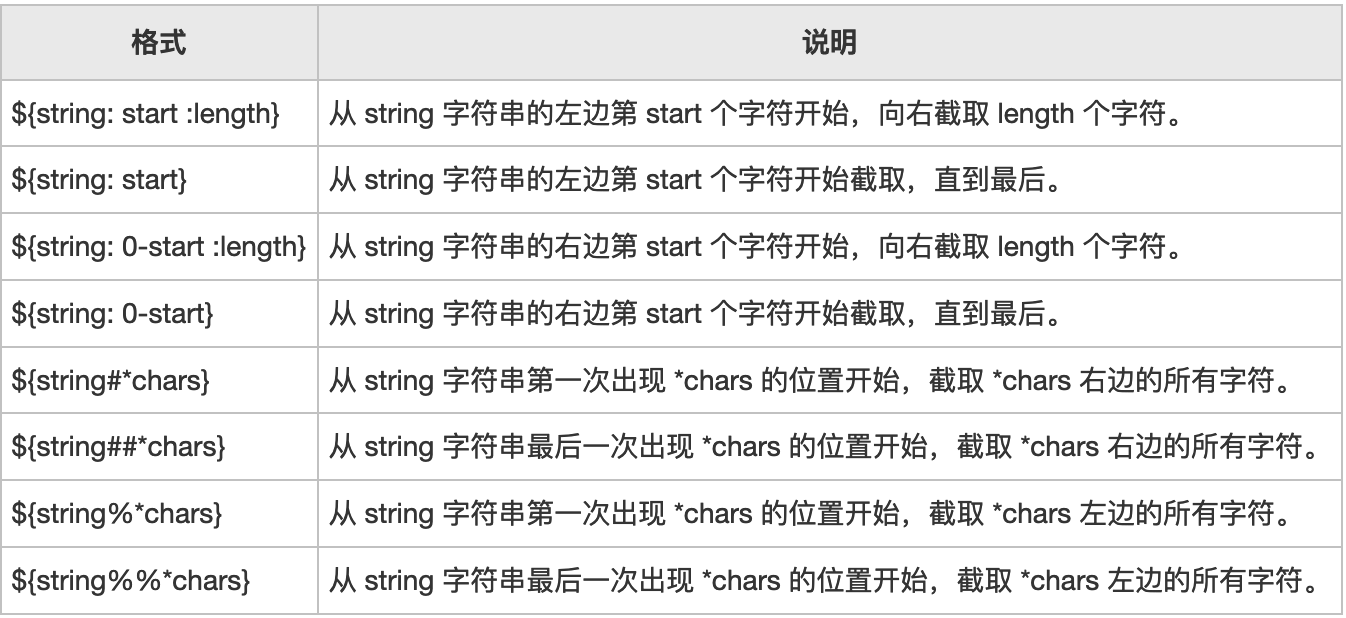 格式 说明
${string: start :length} 从 string 字符串的左边第 start 个字符开始，向右截取 length 个字符。
${string: start} 从 string 字符串的左边第 start 个字符开始截取，直到最后。
${string: 0-start :length} 从 string 字符串的右边第 start 个字符开始，向右截取 length 个字符。
${string: 0-start} 从 string 字符串的右边第 start 个字符开始截取，直到最后。
${string#*chars} 从 string 字符串第一次出现 *chars 的位置开始，截取 *chars 右边的所有字符。
${string##*chars} 从 string 字符串最后一次出现 *chars 的位置开始，截取 *chars 右边的所有字符。
${string%*chars} 从 string 字符串第一次出现 *chars 的位置开始，截取 *chars 左边的所有字符。
${string%%*chars} 从 string 字符串最后一次出现 *chars 的位置开始，截取 *chars 左边的所有字符。